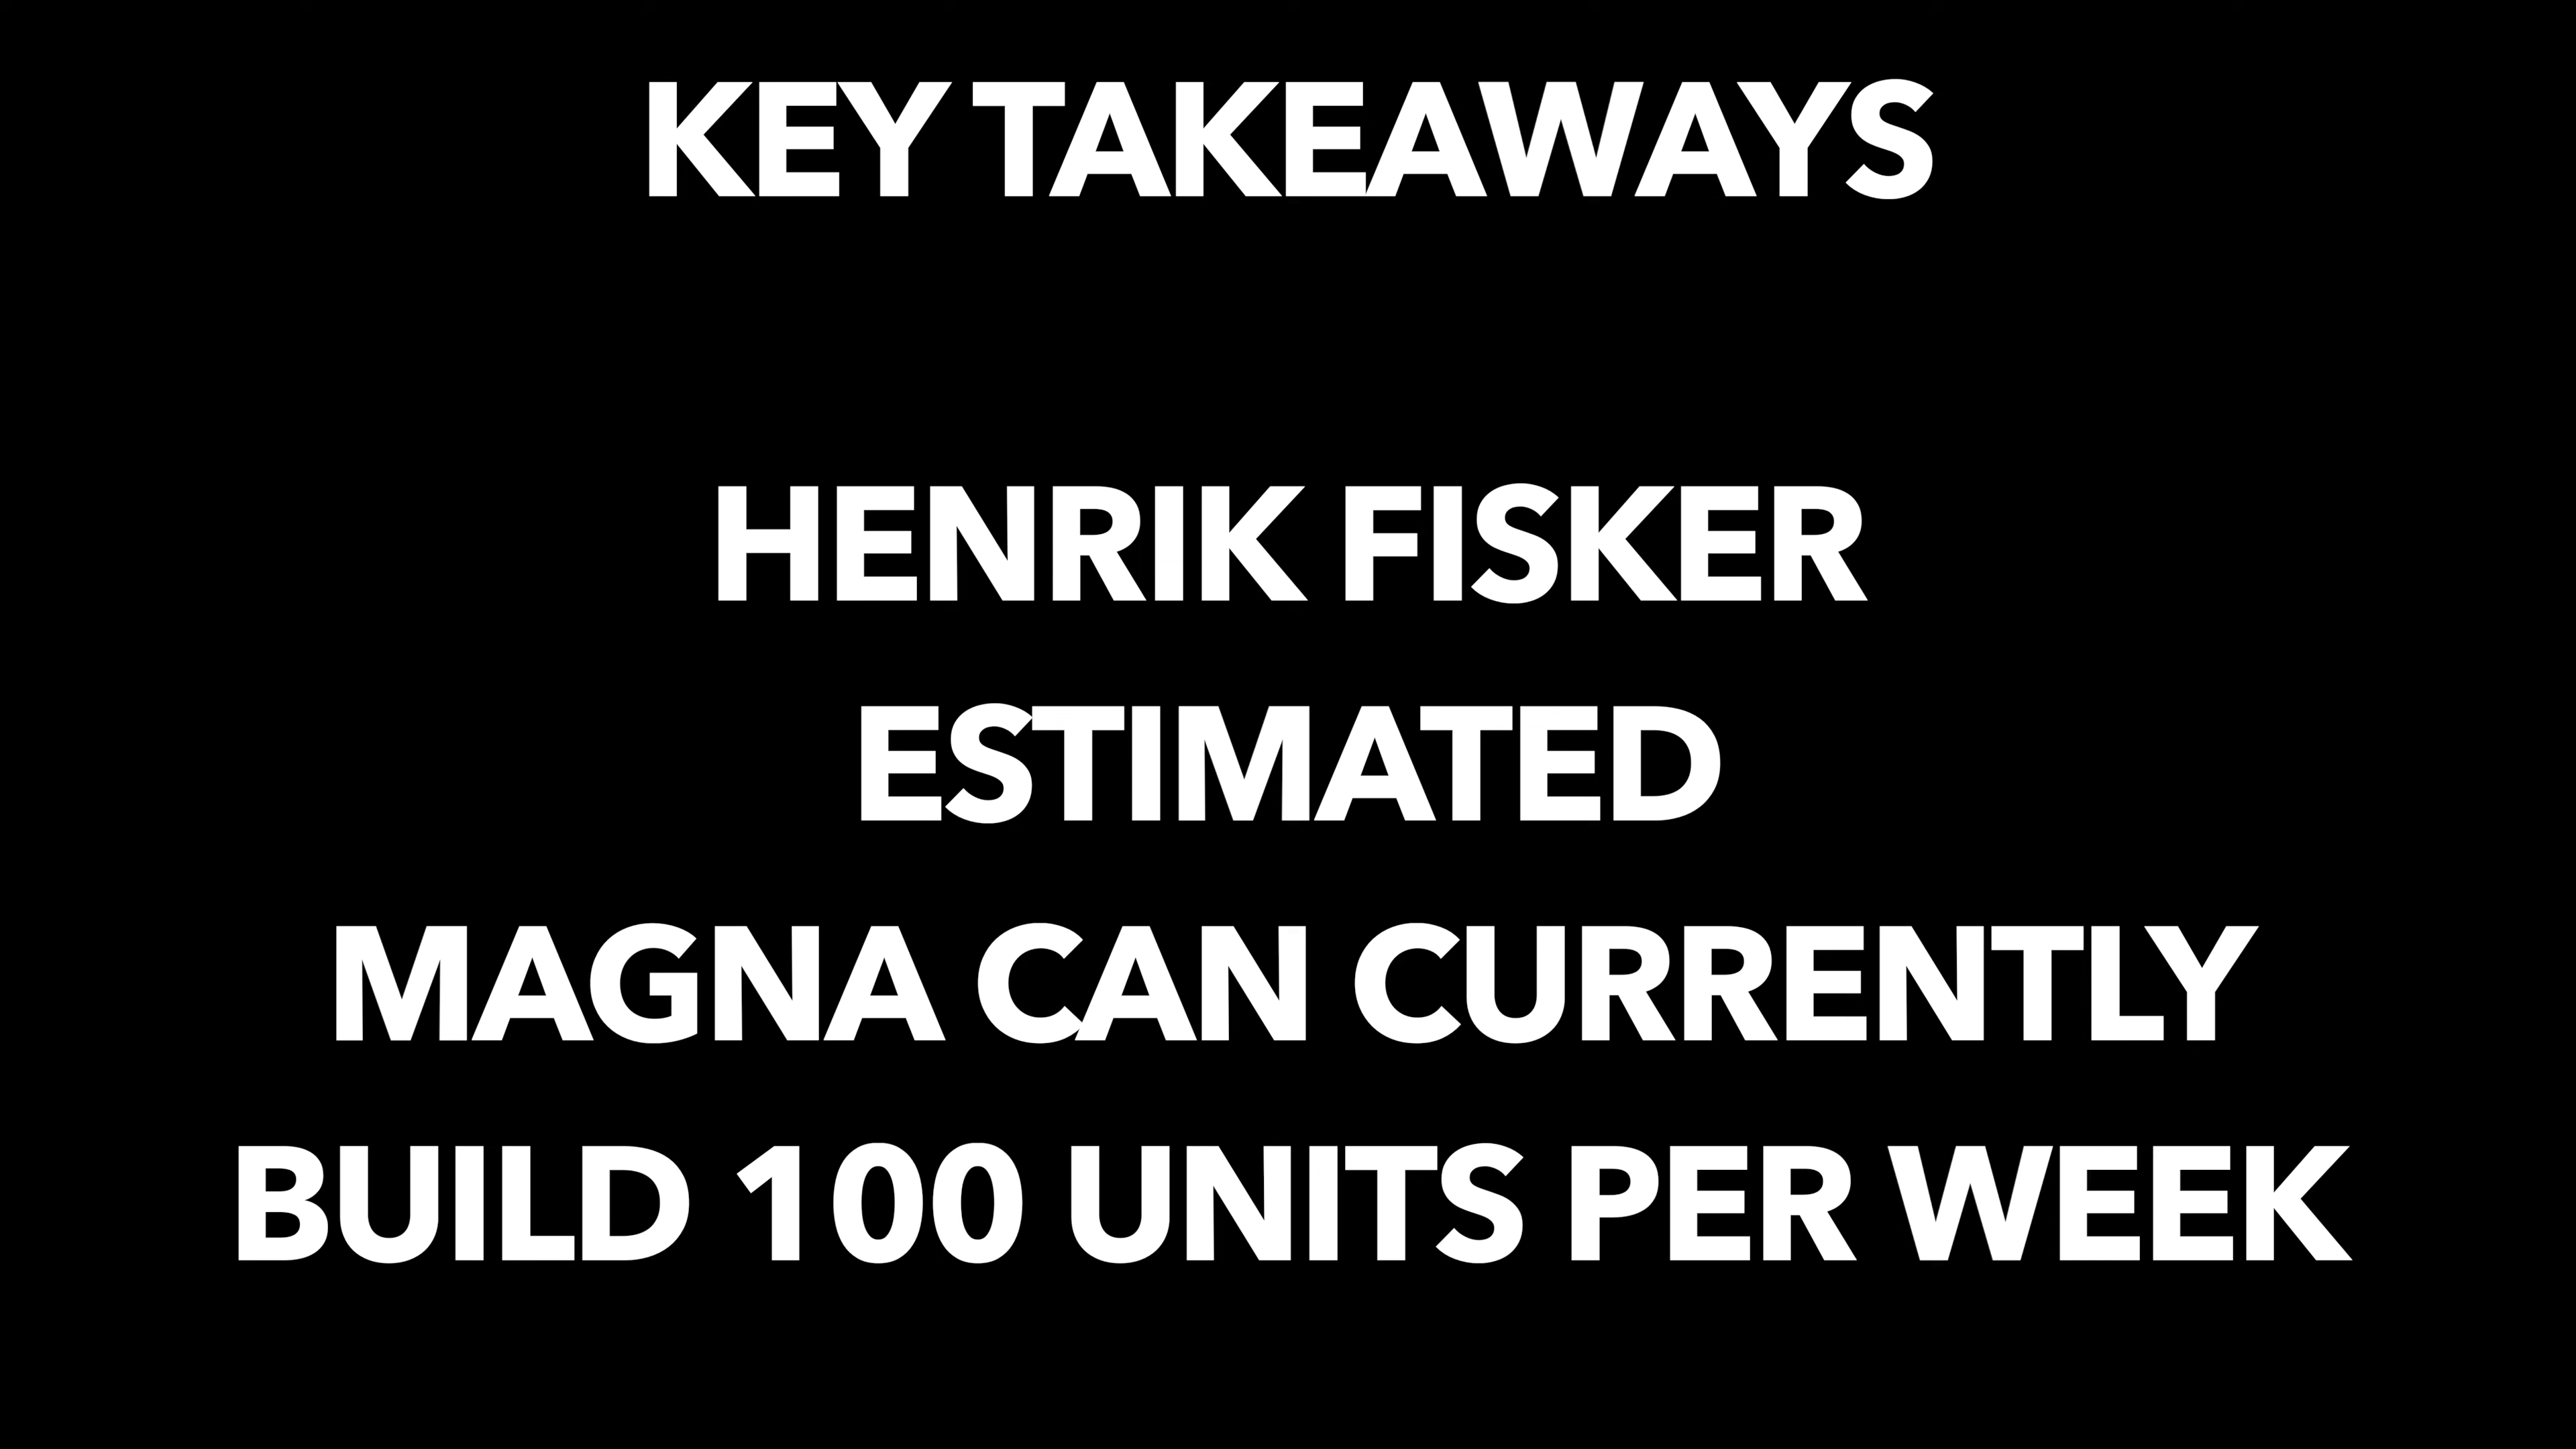 KEY TAKEAWAYS
HENRIK FISKER
ESTIMATED
MAGNA CAN CURRENTLY
BUILD 100 UNITS PER WEEK